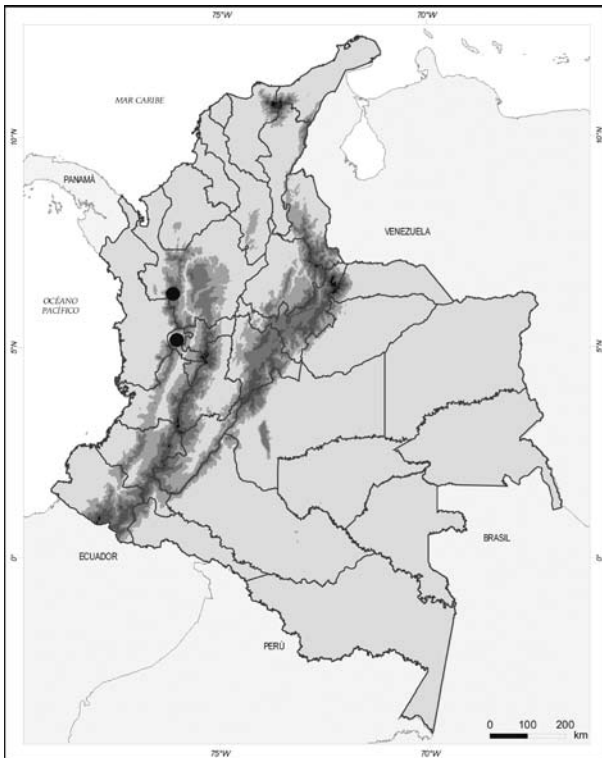 75°W 70°W
MAR CARIBE
10°N 10°N
PANAMÁ
VENEZUELA
OCÉANO
PACÍFICO
5°N 5°N
0° 0°
ECUADOR
BRASIL
PERÚ
0 100 200
km
75°W 70°W